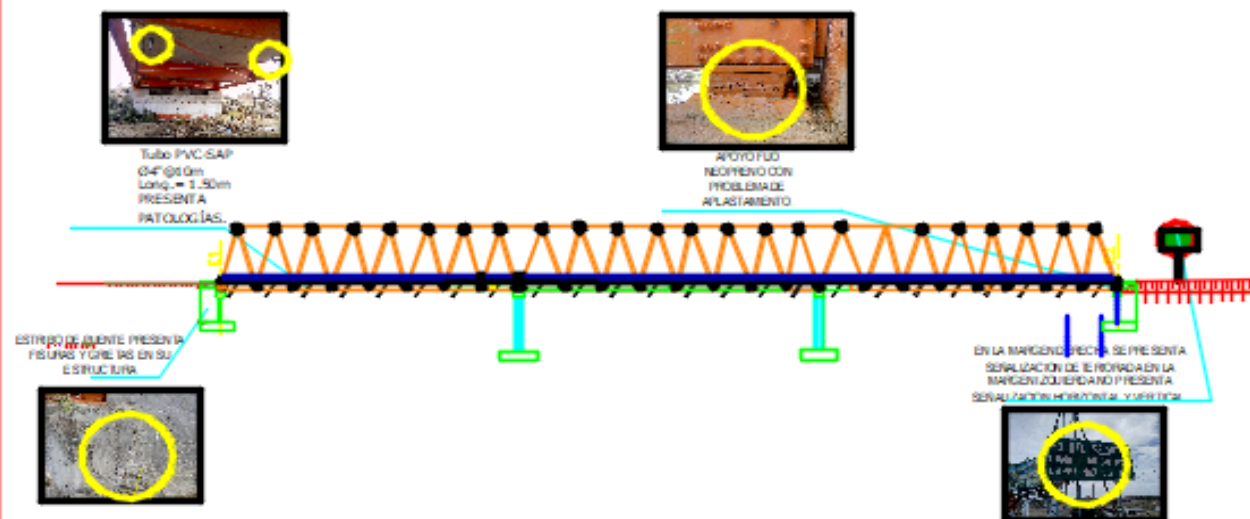 Tubo PVC-SAP
Ø4"@10m
Long.= 1.50m
PRESENTA
PATOLOGÍAS.
APOYO FIJO
NEOPRENO CON
PROBLEMA DE
APLASTAMIENTO
ESTRIBO DE PUENTE PRESENTA
FISURAS Y GRIETAS EN SU
ESTRUCTURA
EN LA MARGEN DERECHA SE PRESENTA
SEÑALIZACIÓN DETERIORADA EN LA
MARGEN IZQUIERDA NO PRESENTA
SEÑALIZACIÓN HORIZONTAL Y VERTICAL